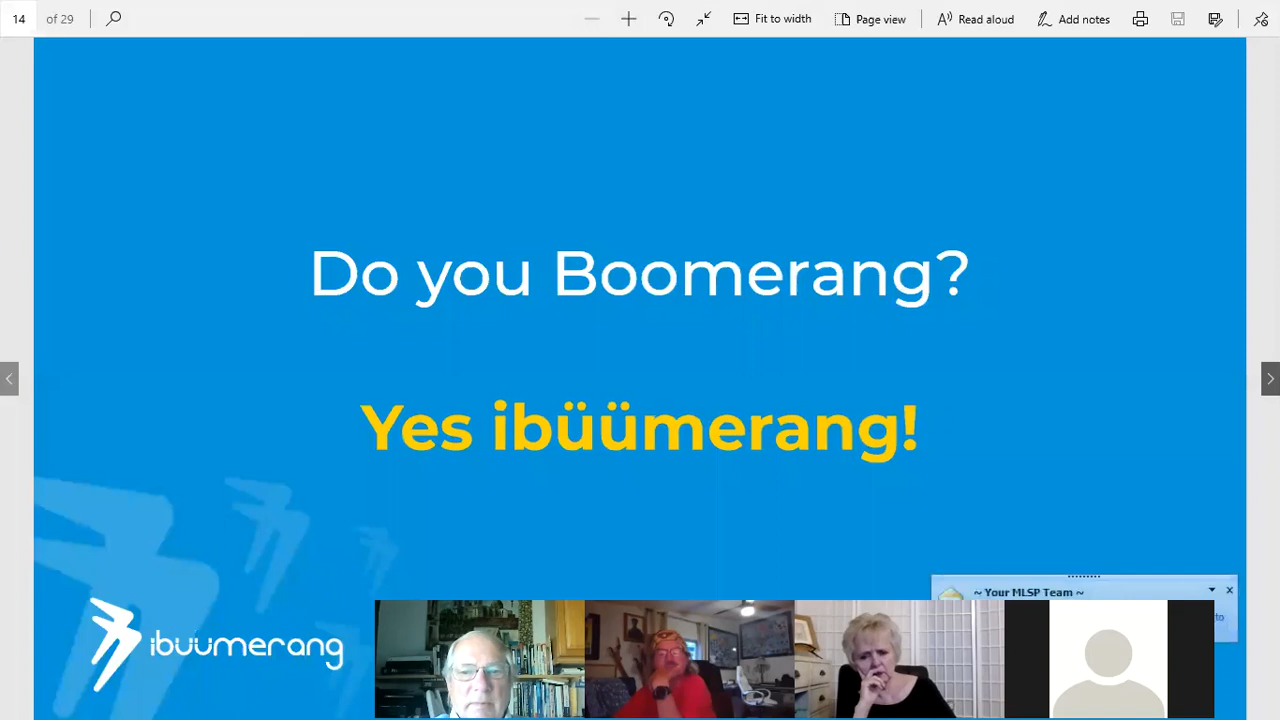 14 of 29 Fit to width Page view Read aloud Add notes
Do you Boomerang?
Yes ibüümerang!
~ Your MLSP Team ~
to
ibüümerang